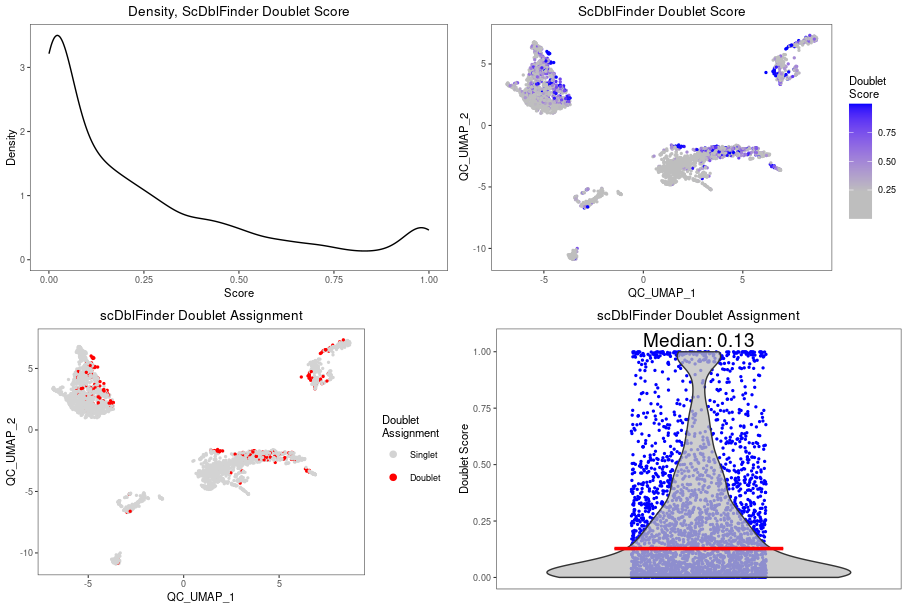 Density, ScDblFinder Doublet Score
3
2
1
0
Density
0.00
0.25
0.50
0.75
1.00
Score
ScDblFinder Doublet Score
5
0
-5
-10
QC_UMAP_2
-5
0
5
QC_UMAP_1
Doublet
Score
0.75
0.50
0.25
scDblFinder Doublet Assignment
5
0
-5
-10
QC_UMAP_2
-5
0
5
QC_UMAP_1
Doublet
Assignment
Singlet
Doublet
scDblFinder Doublet Assignment
Median: 0.13
1.00
0.75
0.50
0.25
0.00
Doublet Score